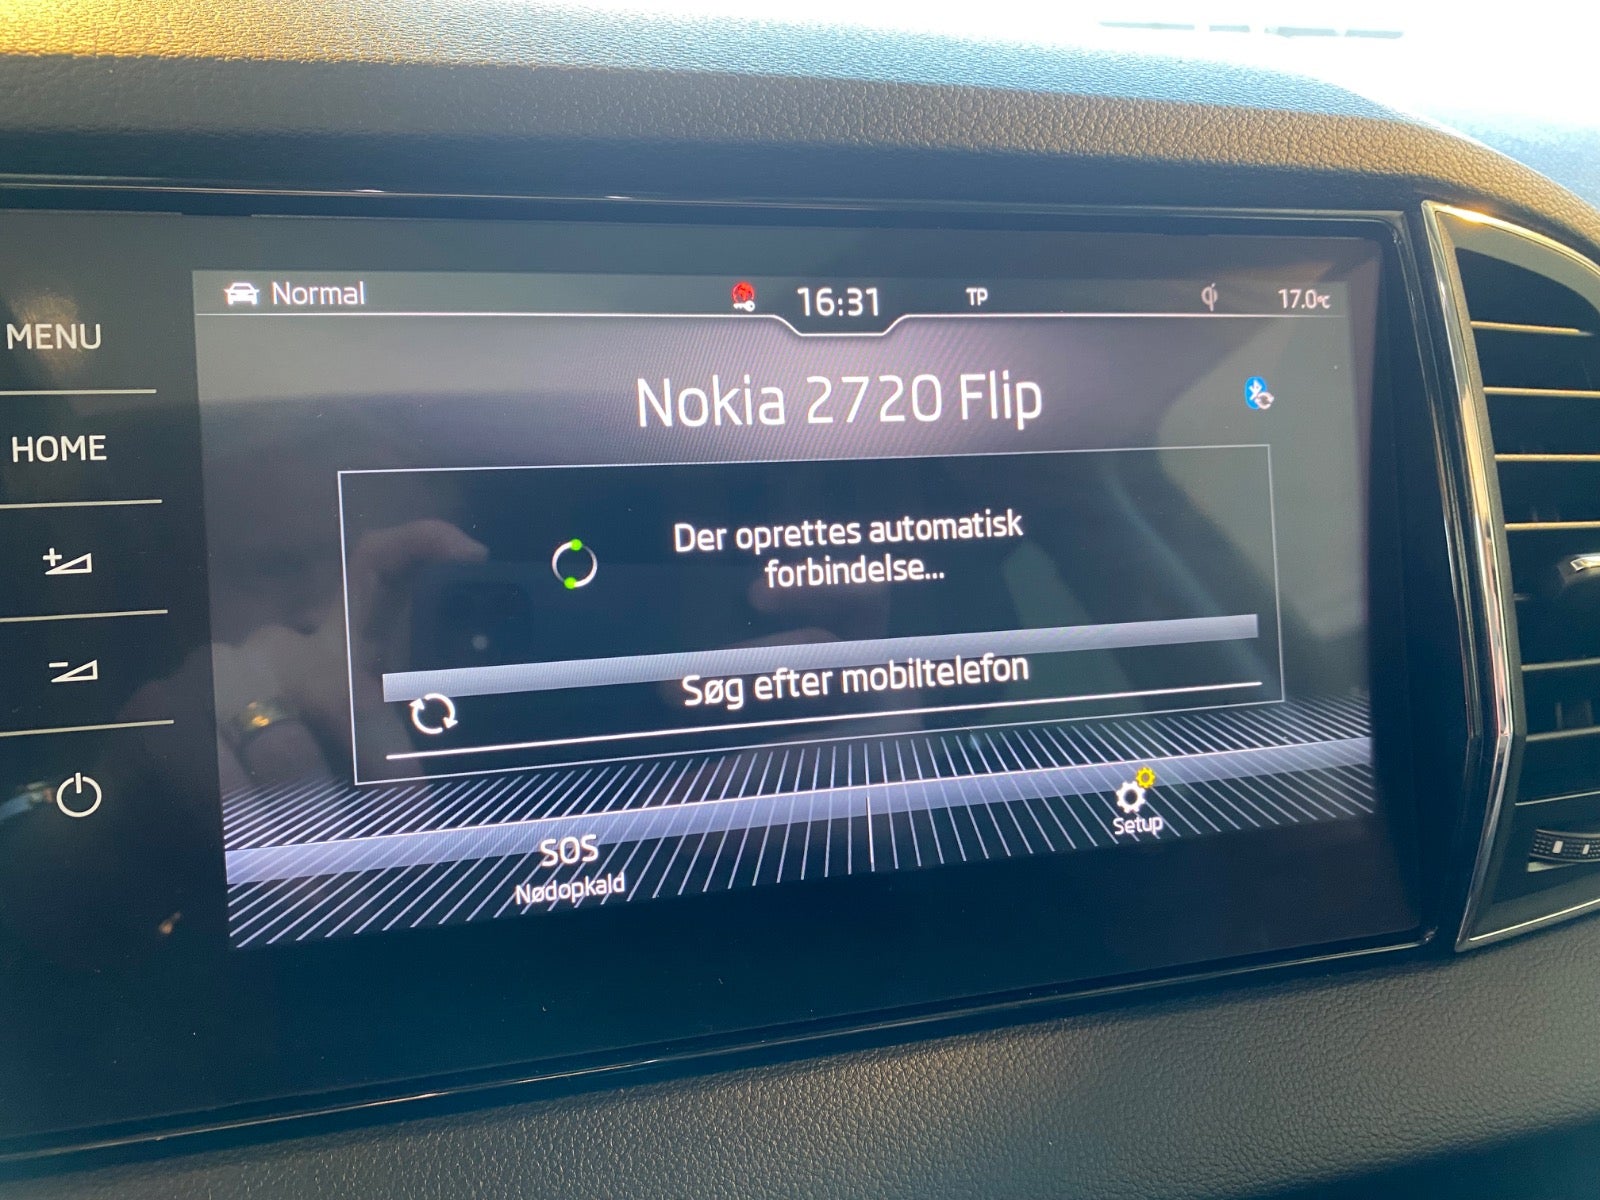 MENU
HOME
Normal
16:31
TP
17.0°C
Nokia 2720 Flip
Der oprettes automatisk
forbindelse...
Søg efter mobiltelefon
SOS
Nødopkald
Setup